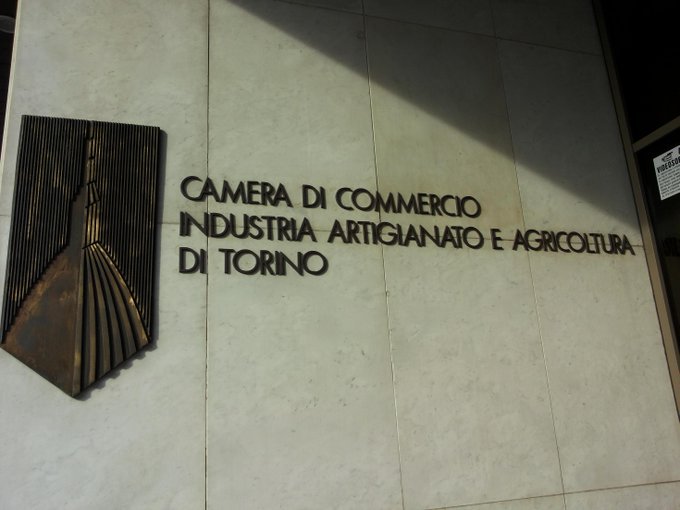 CAMERA DI COMMERCIO
INDUSTRIA ARTIGIANATO E AGRICOLTURA
DI TORINO